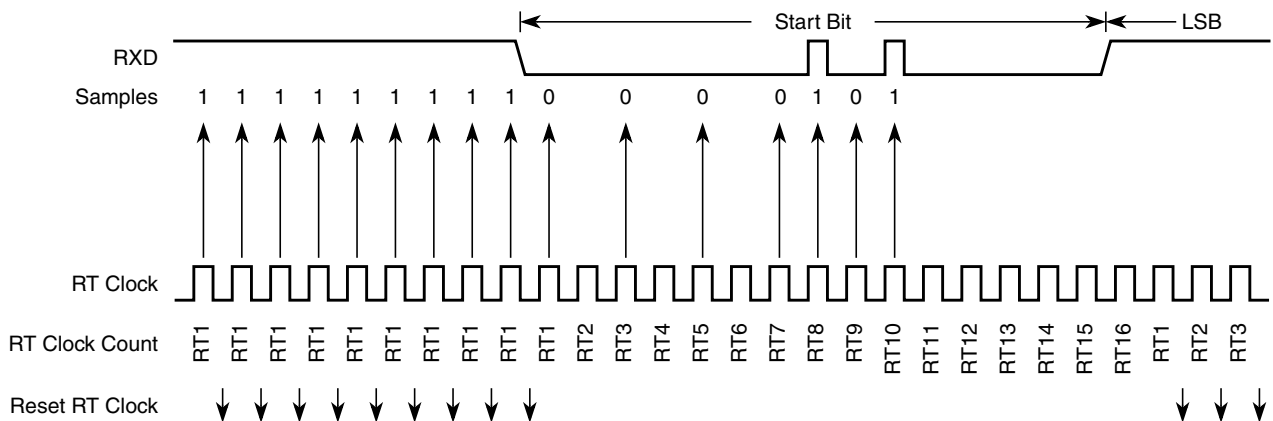 Start Bit LSB
RXD
Samples 1 1 1 1 1 1 1 1 1 0 0 0 0 1 0 1
RT Clock
RT Clock Count RT1 RT1 RT1 RT1 RT1 RT1 RT1 RT1 RT1 RT1 RT2 RT3 RT4 RT5 RT6 RT7 RT8 RT9 RT10 RT11 RT12 RT13 RT14 RT15 RT16 RT1 RT2 RT3
Reset RT Clock